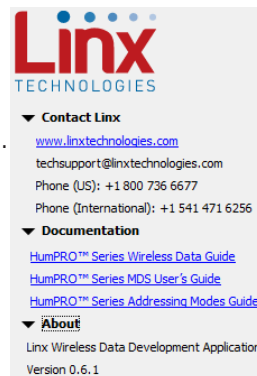 Linx
TECHNOLOGIES
Contact Linx
www.linxtechnologies.com
techsupport@linxtechnologies.com
Phone (US): +1 800 736 6677
Phone (International): +1 541 471 6256
Documentation
HumPRO™ Series Wireless Data Guide
HumPRO™ Series MDS User's Guide
HumPRO™ Series Addressing Modes Guide
About
Linx Wireless Data Development Application
Version 0.6.1